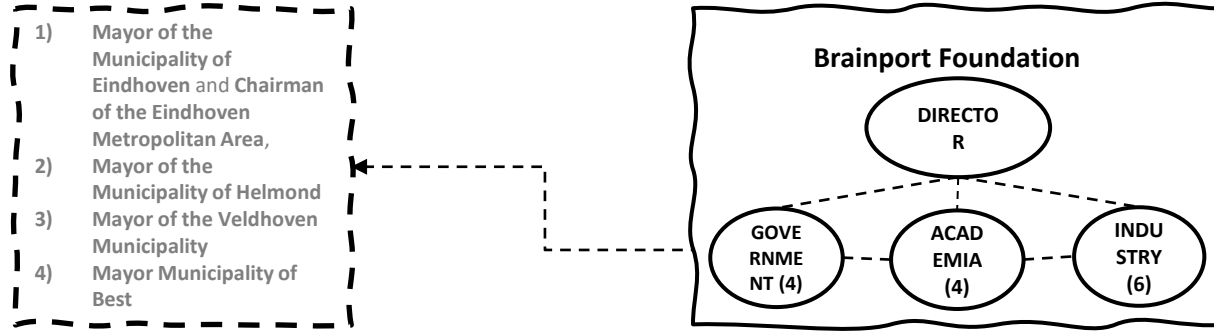 1) Mayor of the
Municipality of
Eindhoven and Chairman
of the Eindhoven
Metropolitan Area,
2) Mayor of the
Municipality of Helmond
3) Mayor of the Veldhoven
Municipality
4) Mayor Municipality of
Best
Brainport Foundation
DIRECTO
R
GOVE
RNME
NT (4)
ACAD
EMIA
(4)
INDU
STRY
(6)